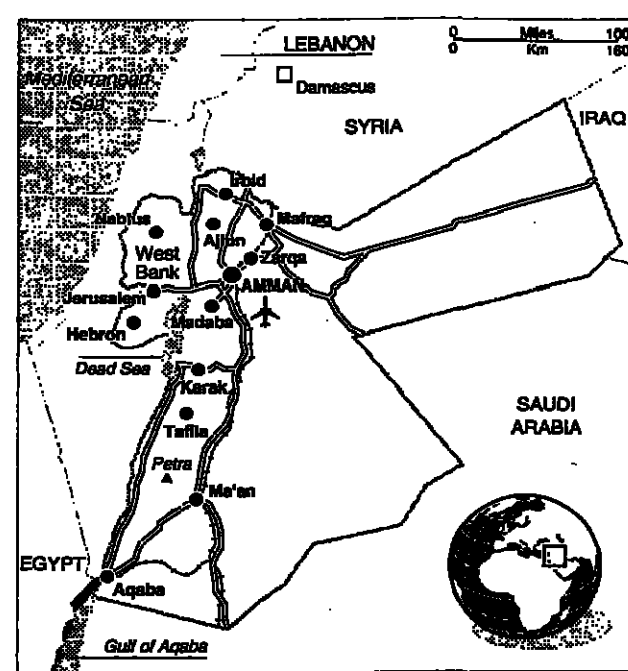 LEBANON
0 Miles 100
0 Km 160
Mediterranean
Sea
Damascus
SYRIA
IRAQ
Irbid
Mafraq
Nablus
Ajlun
West
Bank
Zarqa
AMMAN
Jerusalem
Madaba
Hebron
Dead Sea
Karak
Tafila
SAUDI
ARABIA
Petra
Ma'an
EGYPT
Aqaba
Gulf of Aqaba